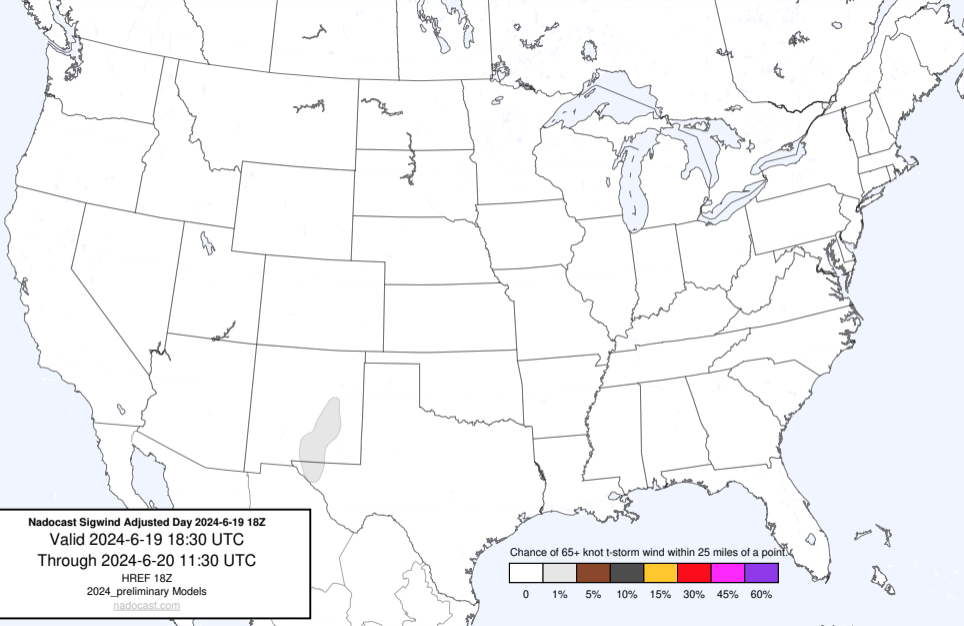 Nadocast Sigwind Adjusted Day 2024-6-19 18Z
Valid 2024-6-19 18:30 UTC
Through 2024-6-20 11:30 UTC
HREF 18Z
2024_preliminary Models
nadocast.com
Chance of 65+ knot t-storm wind within 25 miles of a point.
0 1% 5% 10% 15% 30% 45% 60%